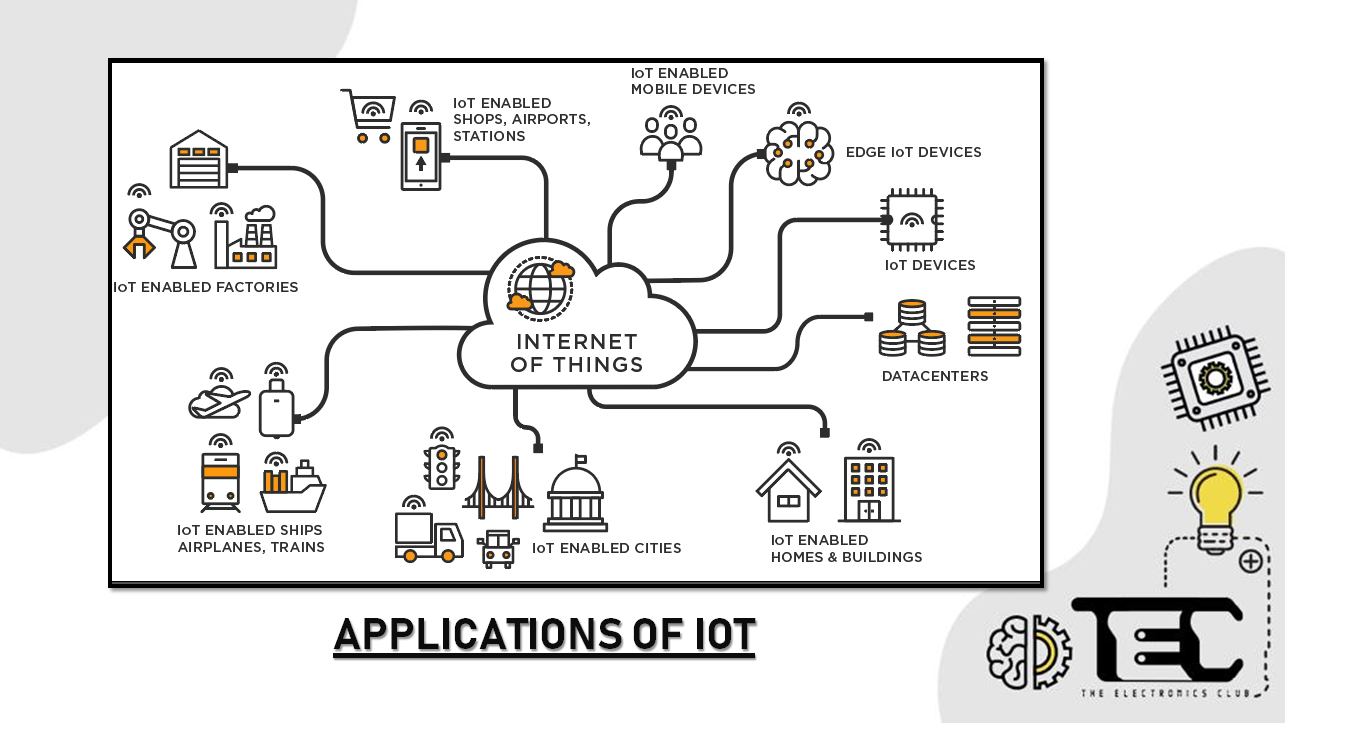 IoT ENABLED
MOBILE DEVICES
IoT ENABLED
SHOPS, AIRPORTS,
STATIONS
EDGE IoT DEVICES
IoT DEVICES
IoT ENABLED FACTORIES
INTERNET
OF THINGS
DATACENTERS
IoT ENABLED SHIPS
AIRPLANES, TRAINS
IoT ENABLED CITIES
IoT ENABLED
HOMES & BUILDINGS
APPLICATIONS OF IOT
TEC
THE ELECTRONICS CLUB